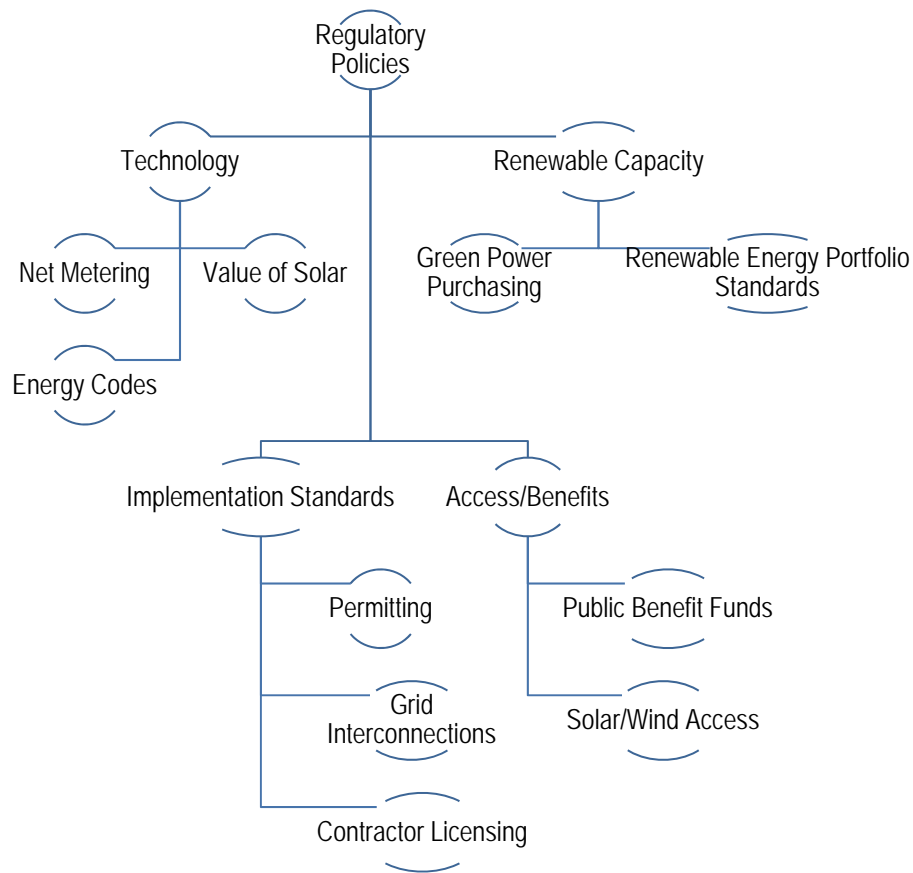 Regulatory
Policies
Technology
Renewable Capacity
Net Metering
Value of Solar
Green Power
Purchasing
Renewable Energy Portfolio
Standards
Energy Codes
Implementation Standards
Access/Benefits
Permitting
Public Benefit Funds
Grid
Interconnections
Solar/Wind Access
Contractor Licensing